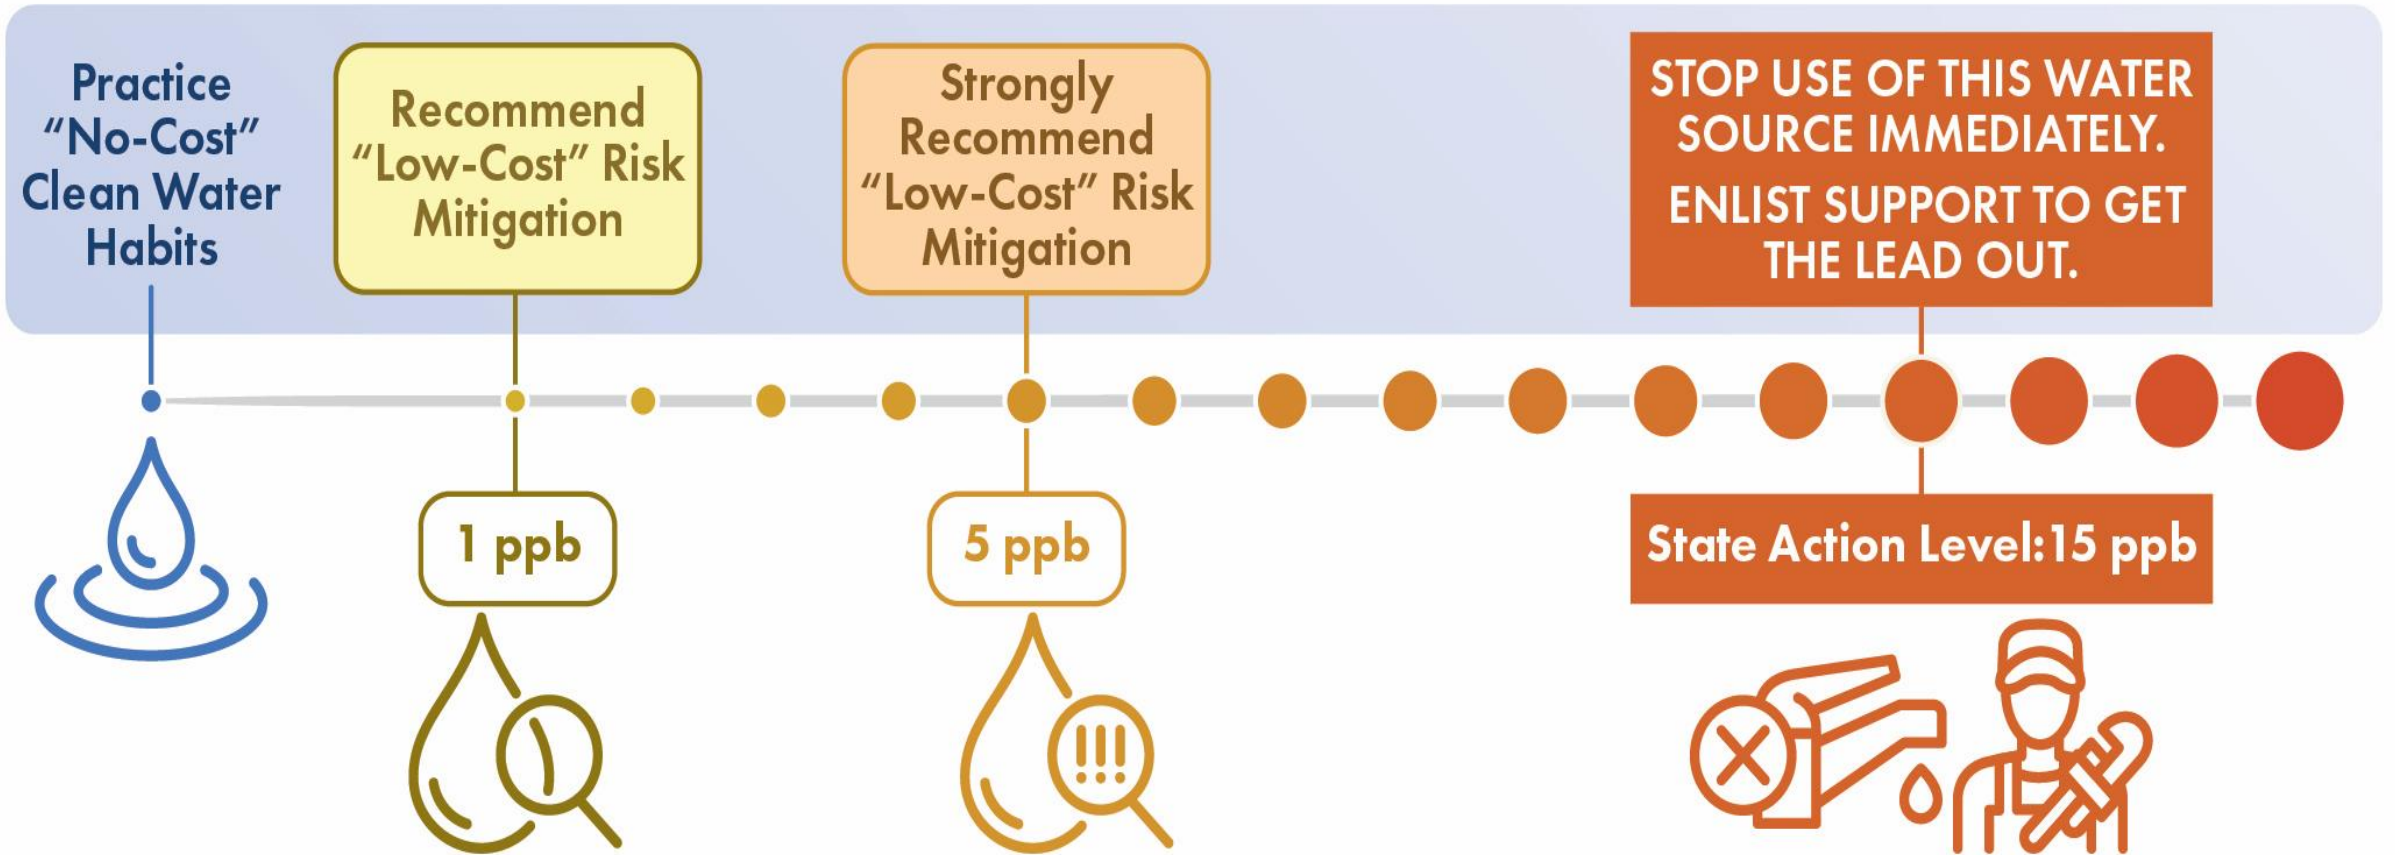 Practice
“No-Cost”
Clean Water
Habits
Recommend
“Low-Cost” Risk
Mitigation
Strongly
Recommend
“Low-Cost” Risk
Mitigation
STOP USE OF THIS WATER
SOURCE IMMEDIATELY.
ENLIST SUPPORT TO GET
THE LEAD OUT.
1 ppb
5 ppb
State Action Level:15 ppb
!!!